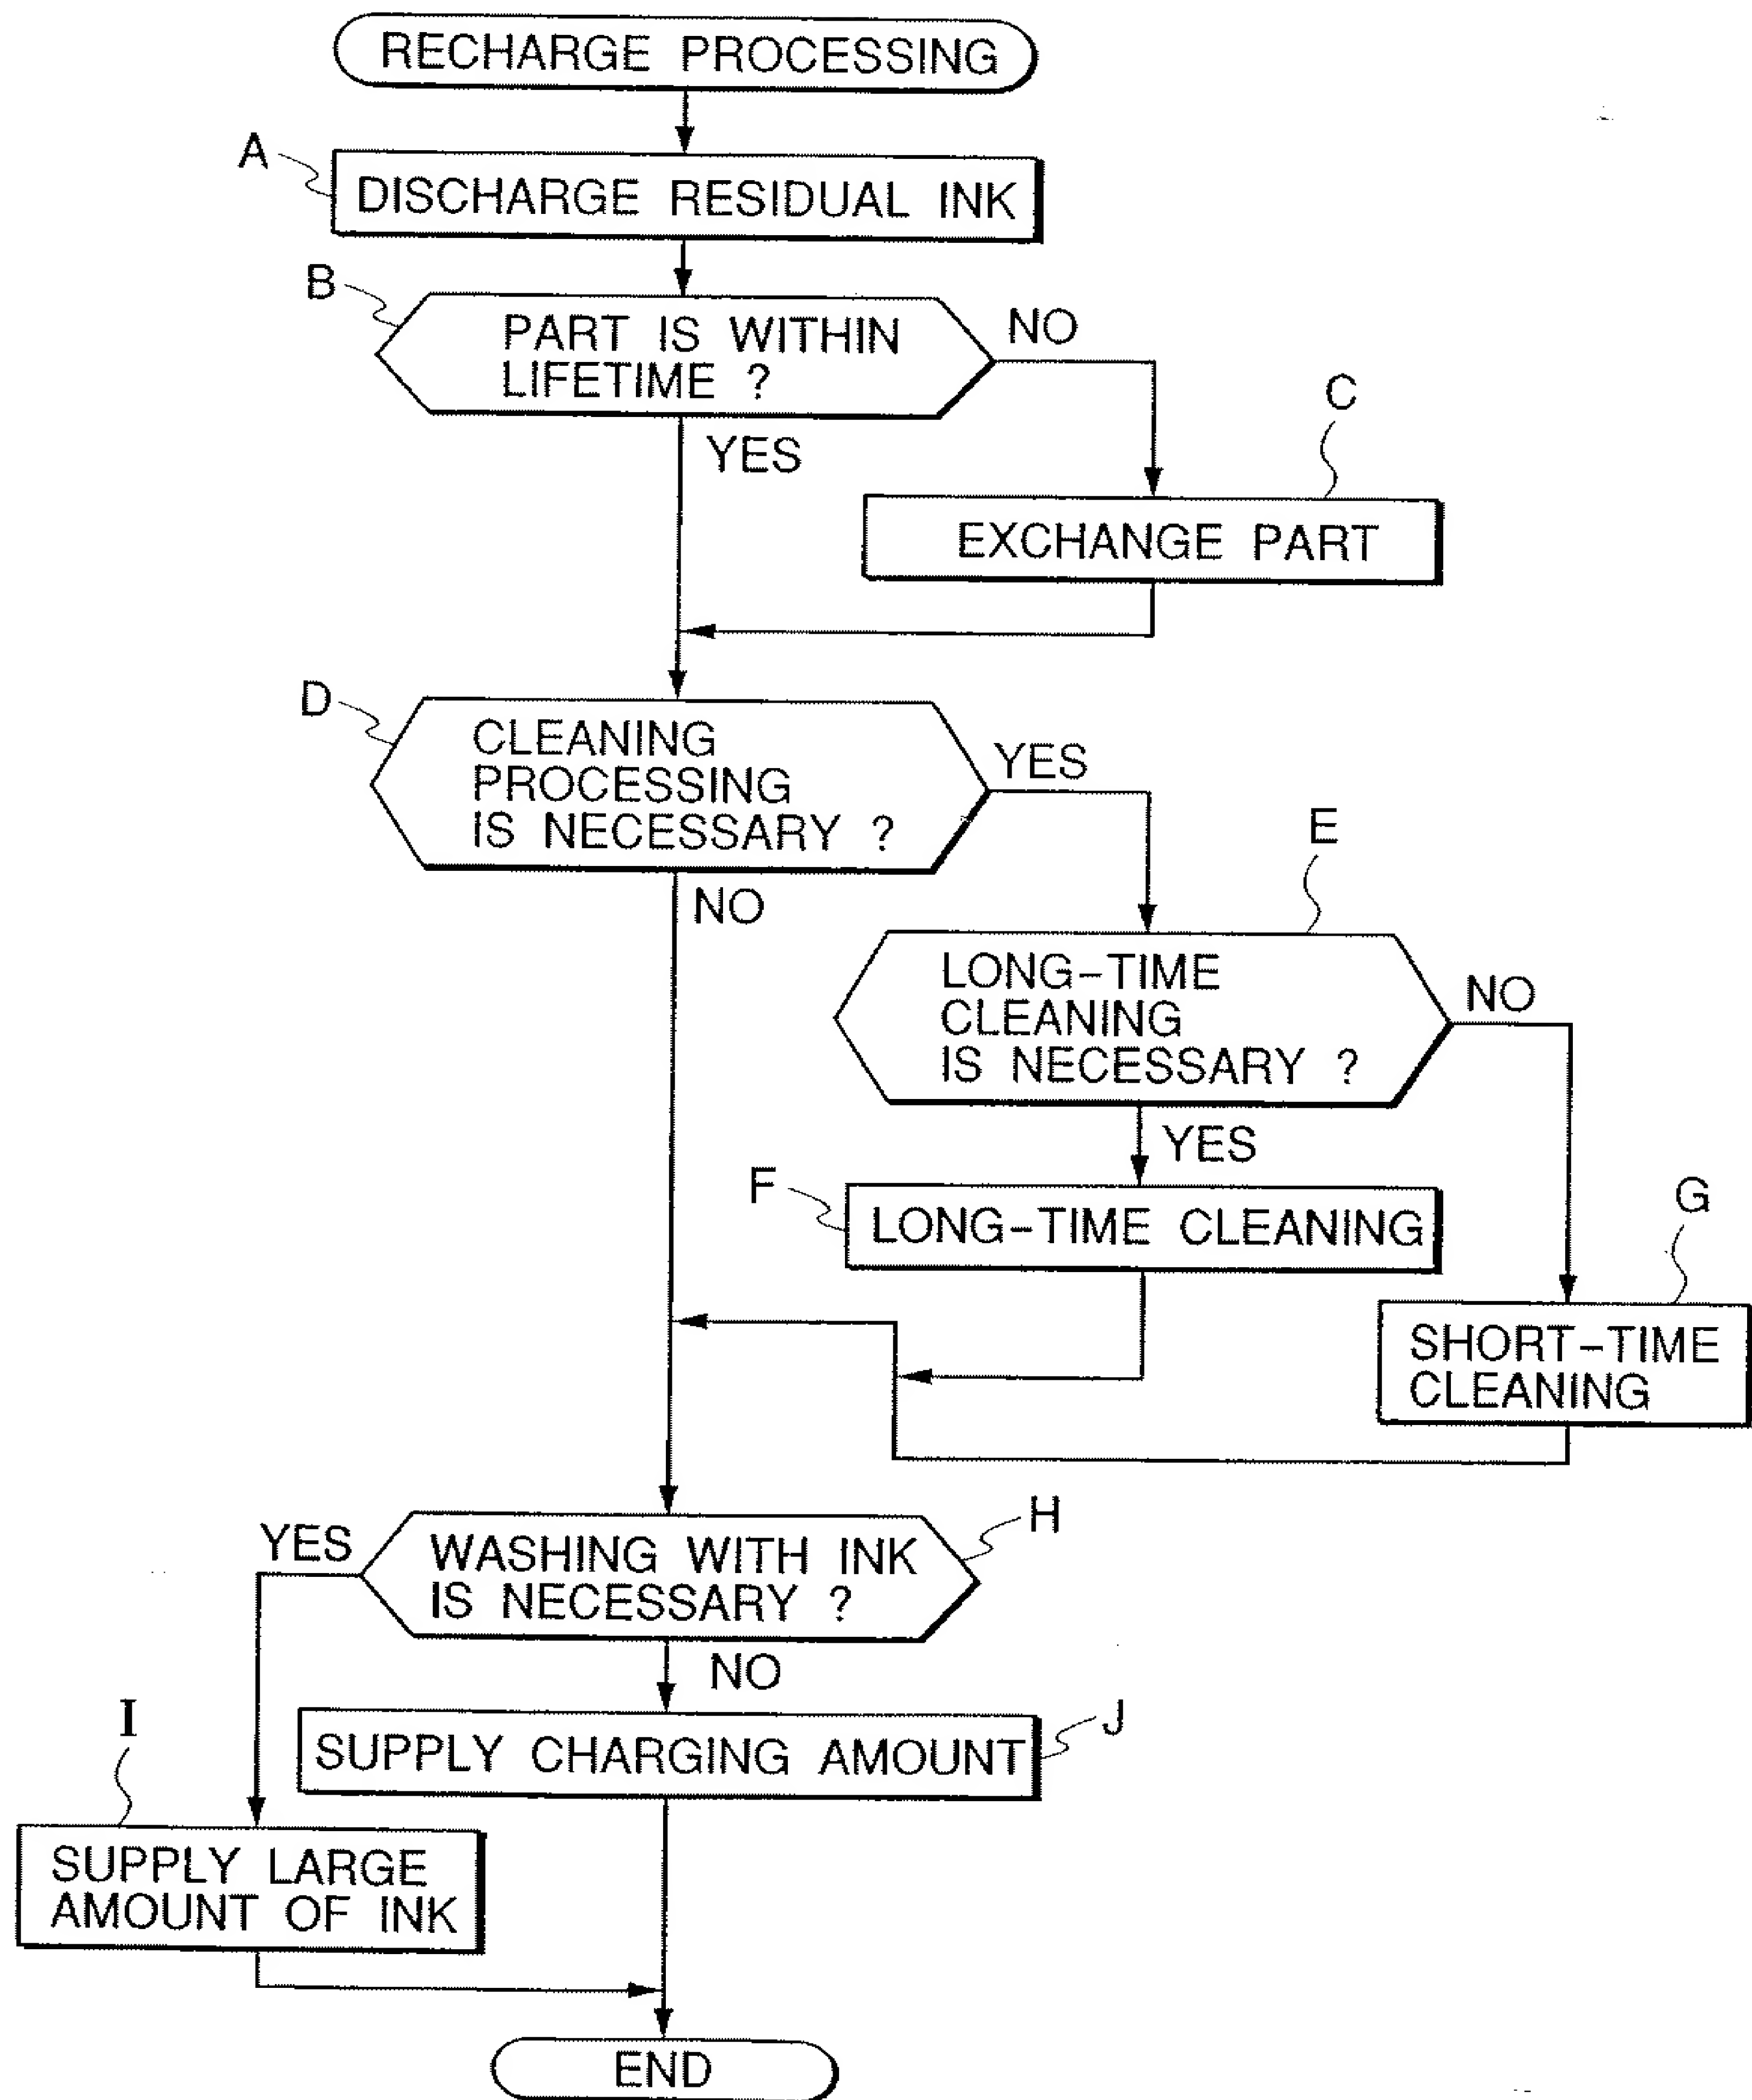 RECHARGE PROCESSING
A
DISCHARGE RESIDUAL INK
B
PART IS WITHIN
LIFETIME ?
NO
YES
C
EXCHANGE PART
D
CLEANING
PROCESSING
IS NECESSARY ?
YES
NO
E
LONG-TIME
CLEANING
IS NECESSARY ?
NO
YES
F
LONG-TIME CLEANING
G
SHORT-TIME
CLEANING
H
WASHING WITH INK
IS NECESSARY ?
YES
NO
I
J
SUPPLY CHARGING AMOUNT
SUPPLY LARGE
AMOUNT OF INK
END